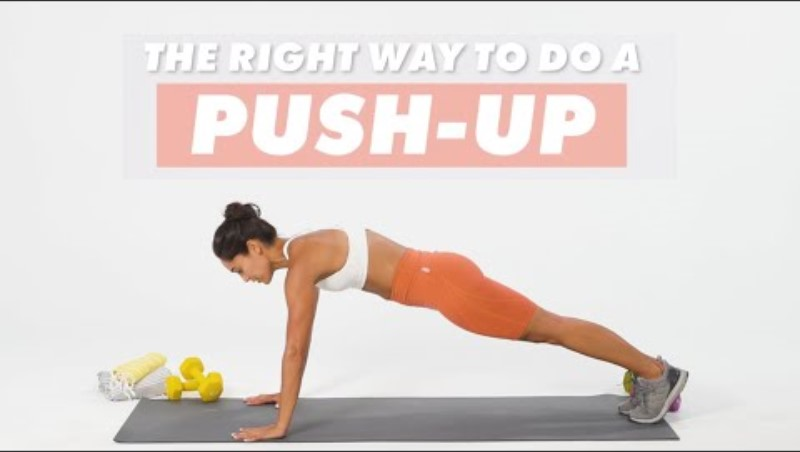 THE RIGHT WAY TO DO A
PUSH-UP